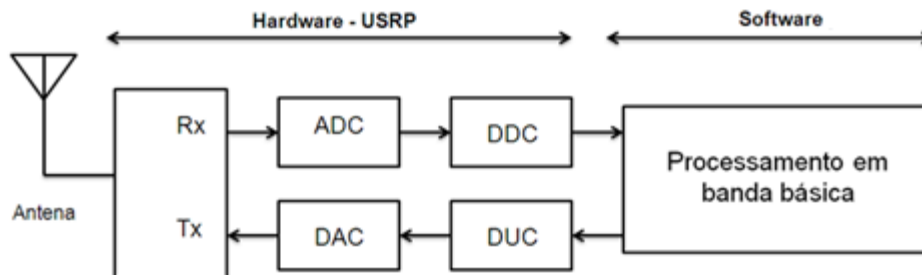 Hardware - USRP
Software
Rx
ADC
DDC
Processamento em
banda básica
Antena
Tx
DAC
DUC